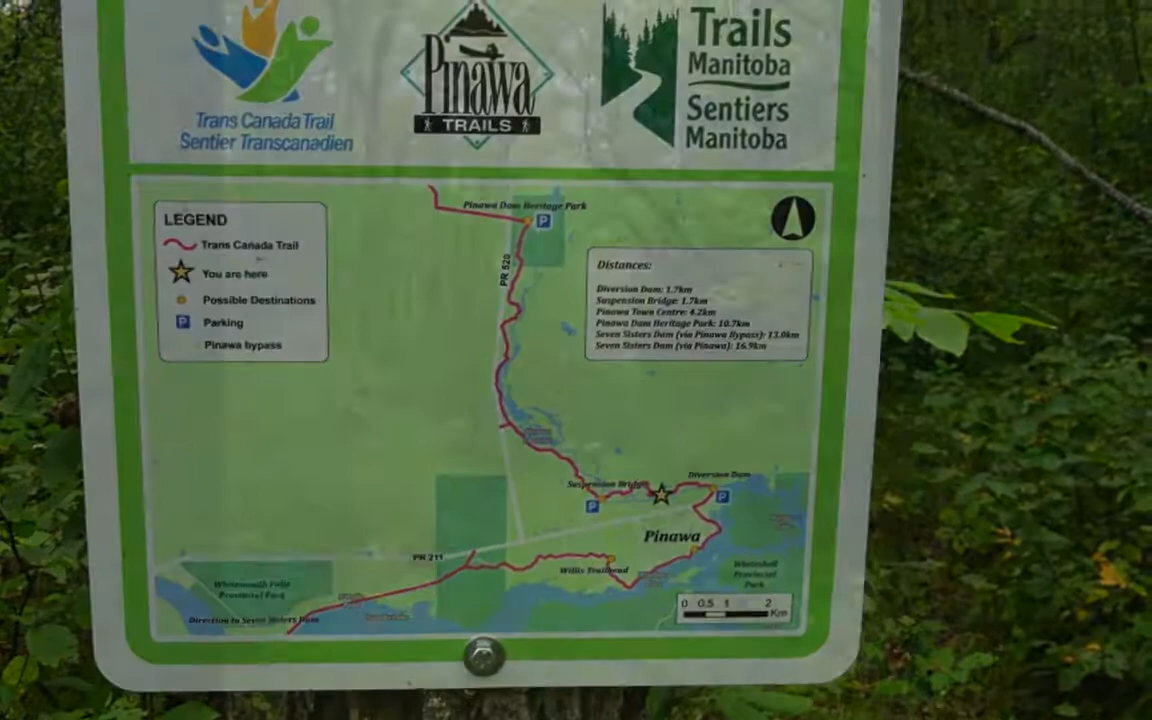 Trans Canada Trail
Sentier Transcanadien
Pinawa
TRAILS
Trails
Manitoba
Sentiers
Manitoba
LEGEND
Trans Canada Trail
You are here
Possible Destinations
P Parking
Pinawa bypass
Pinawa Dam Heritage Park
P
PR 520
Distances:
Diversion Dam: 1.7km
Suspension Bridge: 1.7km
Pinawa Town Centre: 4.2km
Pinawa Dam Heritage Park: 10.7km
Seven Sisters Dam (via Pinawa Bypass): 13.0km
Seven Sisters Dam (via Pinawa): 16.9km
Diversion Dam
Suspension Bridge
P
P
Pinawa
PR 211
Willis Trailhead
Whiteshell
Provincial
Park
Whitemouth Falls
Provincial Park
Direction to Seven Sisters Dam
0 0.5 1 2
Km